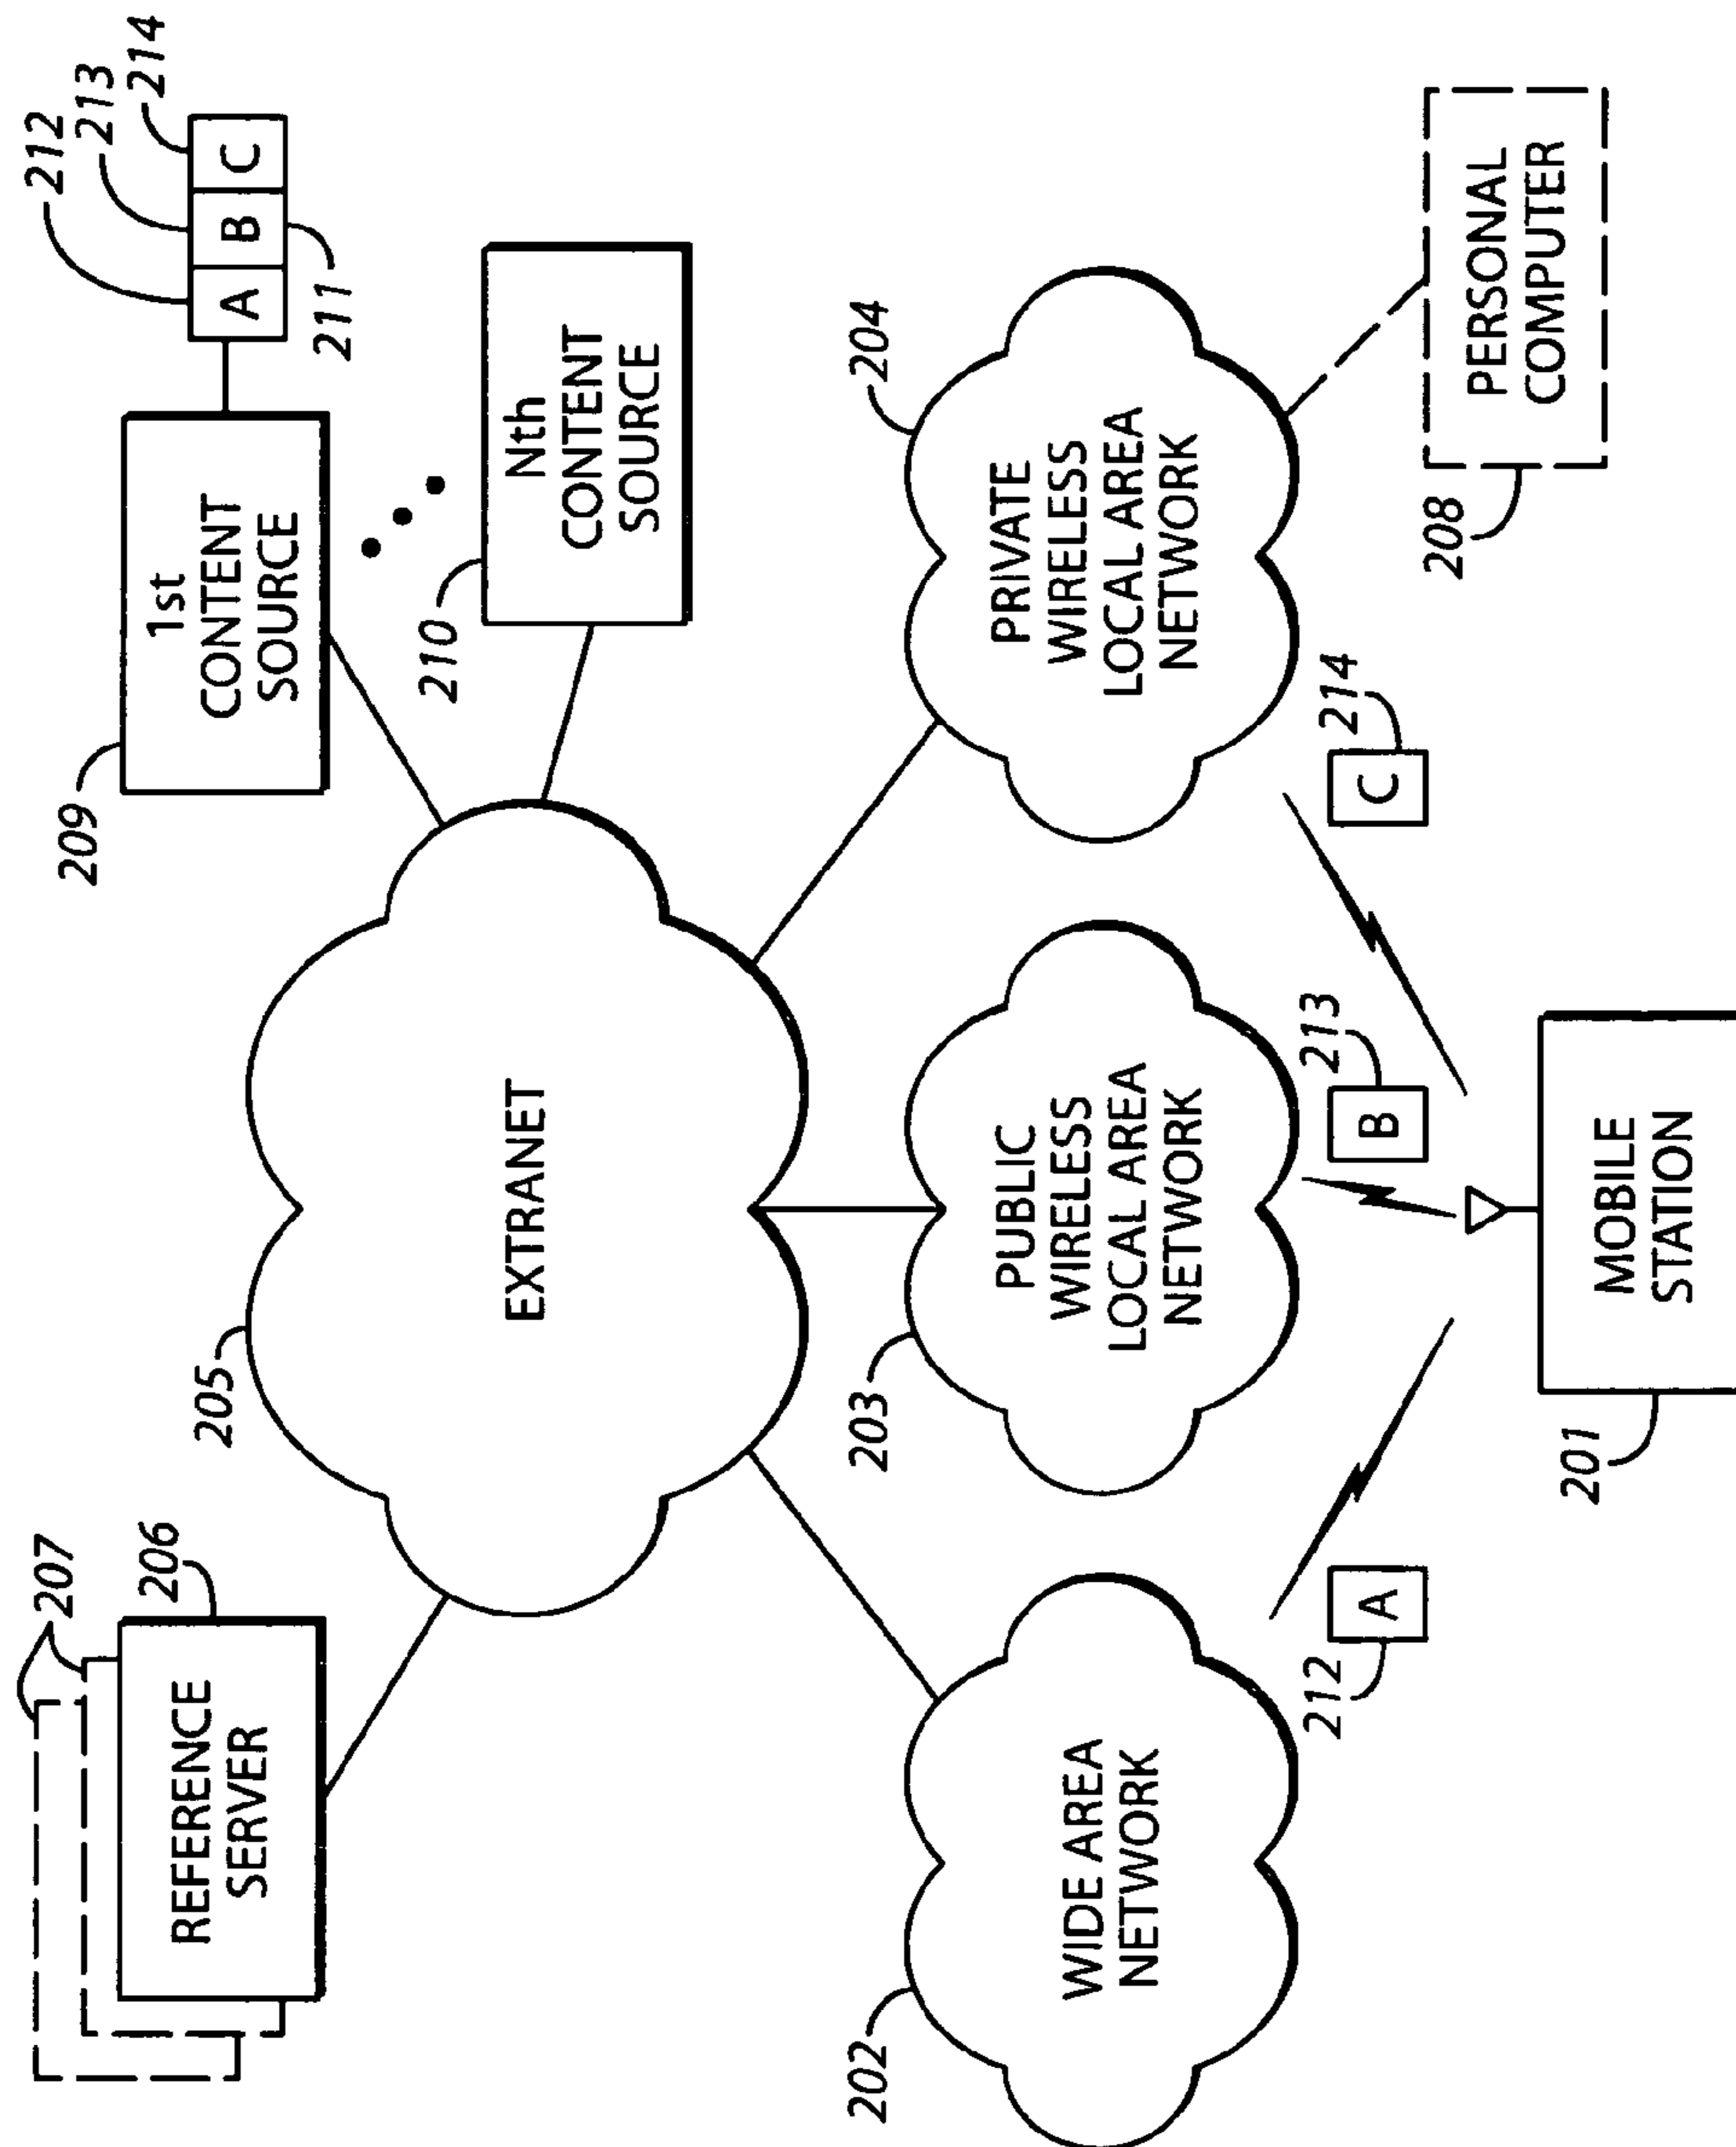 207
206
REFERENCE
SERVER
205
EXTRANET
209
1st
CONTENT
SOURCE
212
213
214
A B C
211
210
Nth
CONTENT
SOURCE
202
WIDE AREA
NETWORK
203
PUBLIC
WIRELESS
LOCAL AREA
NETWORK
204
PRIVATE
WIRELESS
LOCAL AREA
NETWORK
212
A
213
B
214
C
208
PERSONAL
COMPUTER
201
MOBILE
STATION